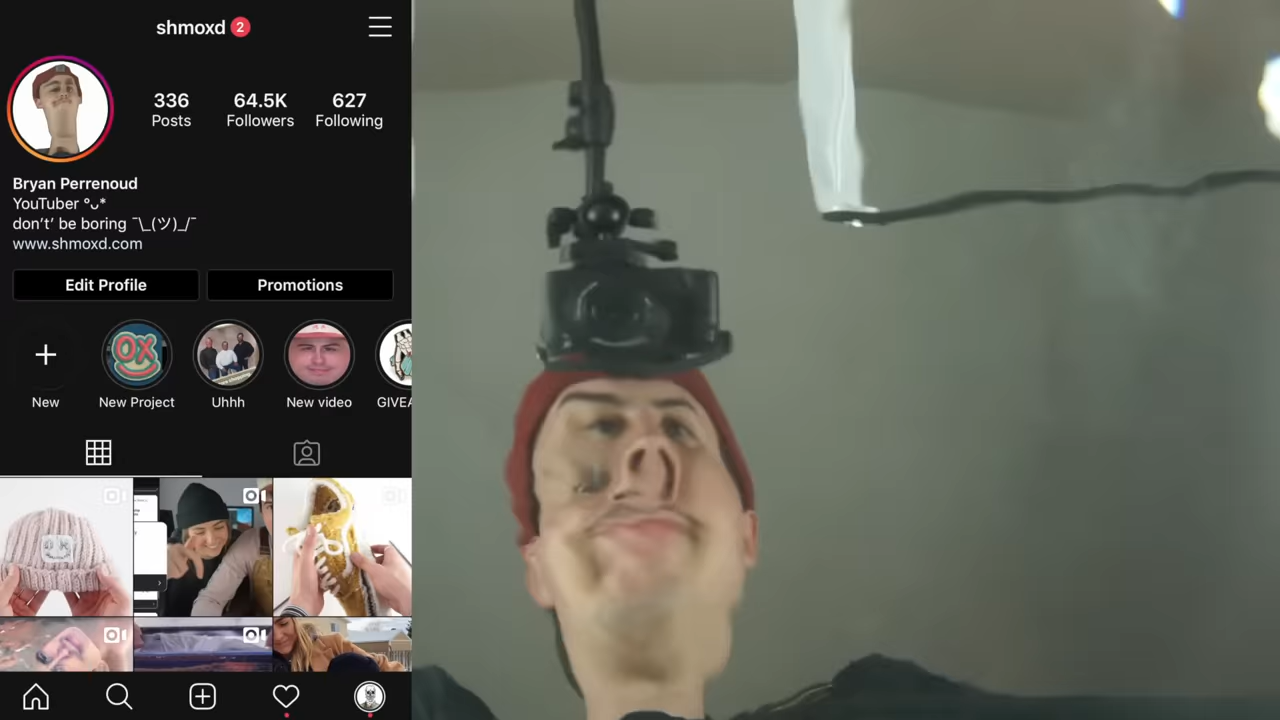 shmoxd 2
336 64.5K 627
Posts Followers Following
Bryan Perrenoud
YouTuber °ᴗ*
don’t’ be boring ¯\_(ツ)_/¯
www.shmoxd.com
Edit Profile Promotions
OX
New New Project Uhhh New video GIVEA